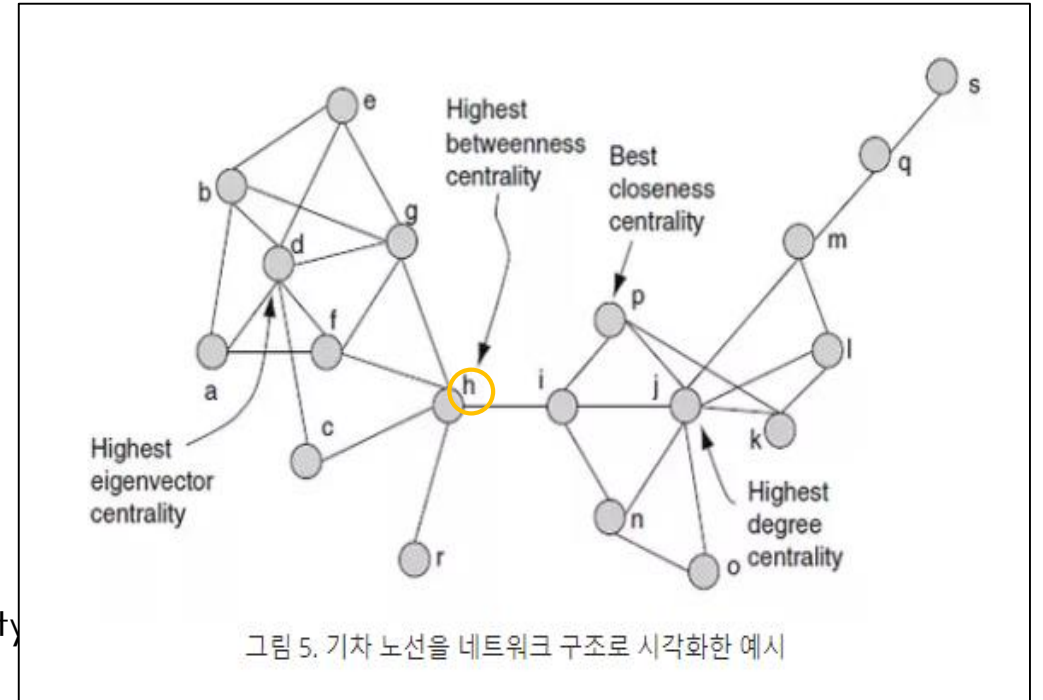 e
s
Highest
betweenness
centrality
Best
closeness
centrality
q
b
g
d
m
p
f
l
a
h
i
j
c
k
Highest
eigenvector
centrality
Highest
degree
centrality
n
r
o
그림 5. 기차 노선을 네트워크 구조로 시각화한 예시